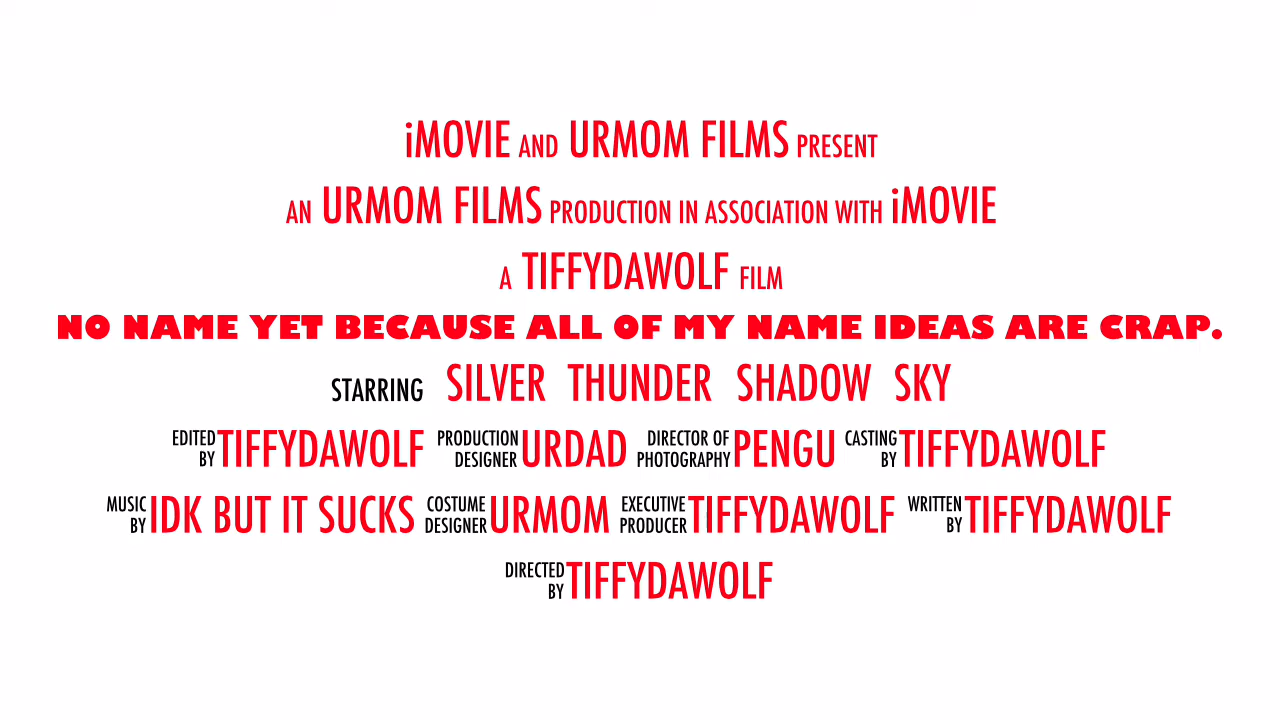 iMOVIE AND URMOM FILMS PRESENT
AN URMOM FILMS PRODUCTION IN ASSOCIATION WITH iMOVIE
A TIFFYDAWOLF FILM
NO NAME YET BECAUSE ALL OF MY NAME IDEAS ARE CRAP.
STARRING SILVER THUNDER SHADOW SKY
EDITED BY TIFFYDAWOLF PRODUCTION DESIGNER URDAD DIRECTOR OF PHOTOGRAPHY PENGU CASTING BY TIFFYDAWOLF
MUSIC BY IDK BUT IT SUCKS COSTUME DESIGNER URMOM EXECUTIVE PRODUCER TIFFYDAWOLF WRITTEN BY TIFFYDAWOLF
DIRECTED BY TIFFYDAWOLF